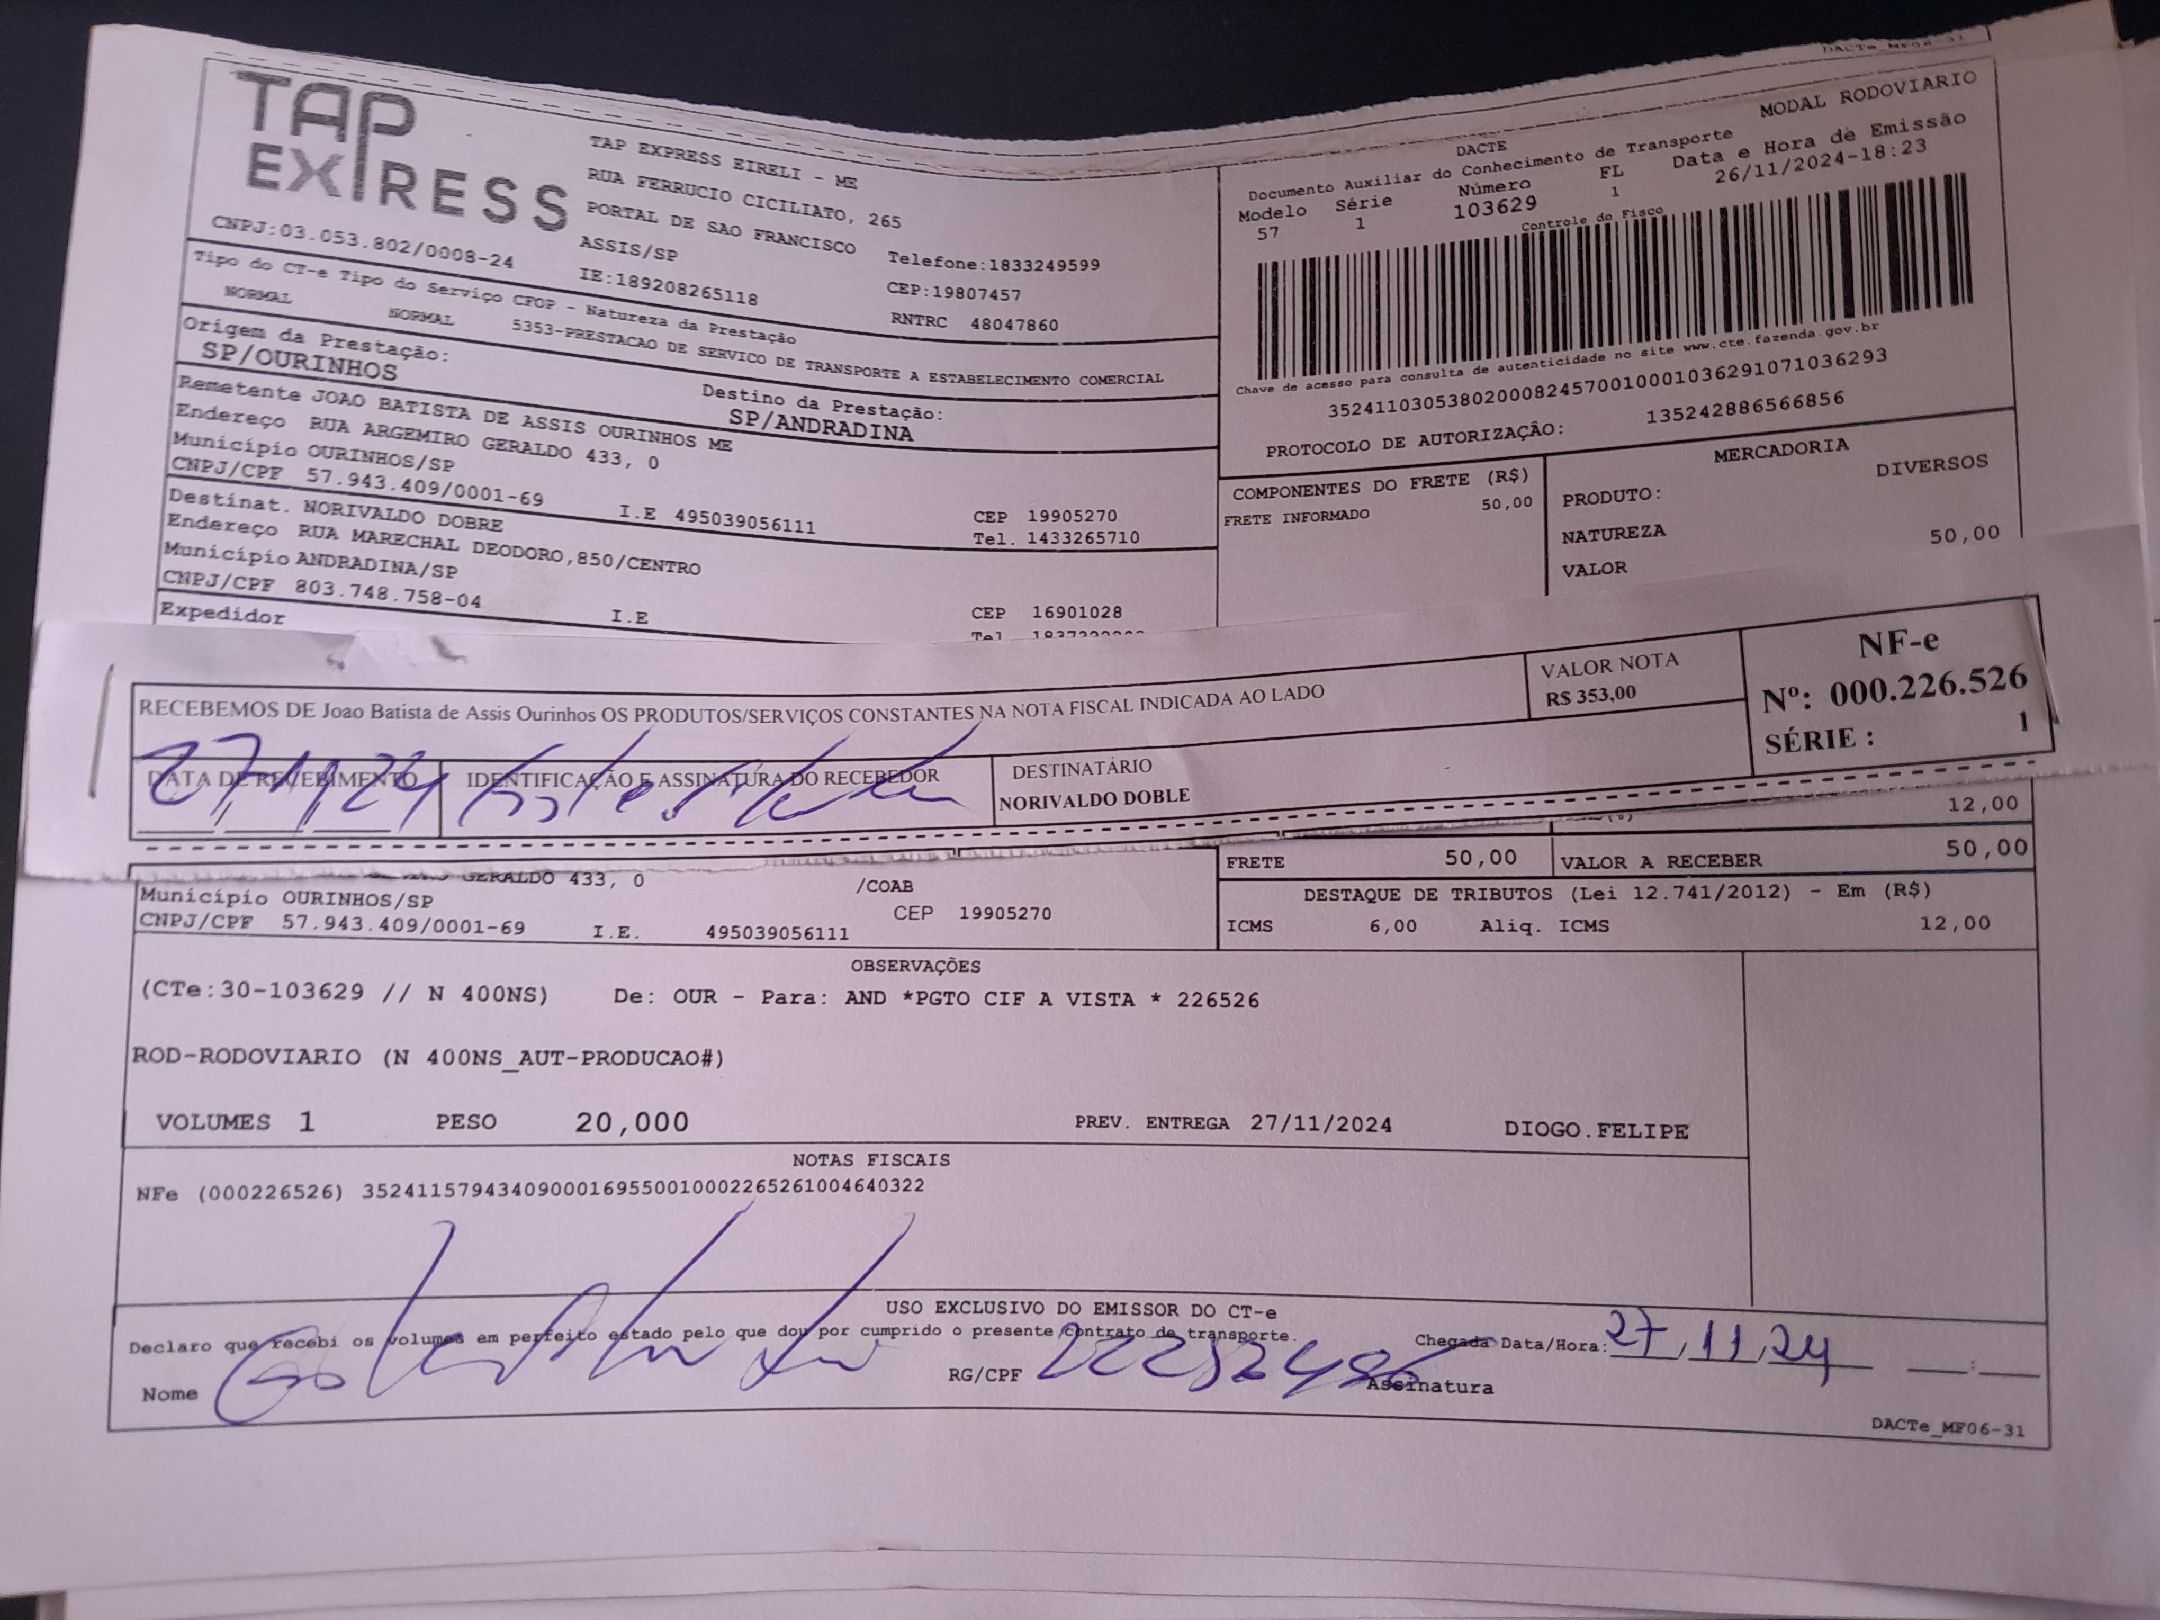 DACTe_MF06-31
TAP
EXPRESS
CNPJ:03.053.802/0008-24
TAP EXPRESS EIRELI - ME
RUA FERRUCIO CICILIATO, 265
PORTAL DE SAO FRANCISCO
ASSIS/SP
IE:189208265118
Telefone:1833249599
CEP:19807457
RNTRC 48047860
DACTE
MODAL RODOVIARIO
Documento Auxiliar do Conhecimento de Transporte
Modelo Série Número FL Data e Hora de Emissão
57 1 103629 1 26/11/2024-18:23
Controle do Fisco
Chave de acesso para consulta de autenticidade no site www.cte.fazenda.gov.br
35241103053802000824570010001036291071036293
PROTOCOLO DE AUTORIZAÇÃO: 135242886566856
Tipo do CT-e Tipo do Serviço CFOP - Natureza da Prestação
NORMAL NORMAL 5353-PRESTACAO DE SERVICO DE TRANSPORTE A ESTABELECIMENTO COMERCIAL
Origem da Prestação: Destino da Prestação:
SP/OURINHOS SP/ANDRADINA
Remetente JOAO BATISTA DE ASSIS OURINHOS ME
Endereço RUA ARGEMIRO GERALDO 433, 0
Município OURINHOS/SP CEP 19905270
CNPJ/CPF 57.943.409/0001-69 I.E 495039056111 Tel. 1433265710
Destinat. NORIVALDO DOBRE
Endereço RUA MARECHAL DEODORO,850/CENTRO
Município ANDRADINA/SP CEP 16901028
CNPJ/CPF 803.748.758-04 I.E Tel
Expedidor
COMPONENTES DO FRETE (R$)
FRETE INFORMADO 50,00
MERCADORIA
PRODUTO: DIVERSOS
NATUREZA
VALOR 50,00
RECEBEMOS DE Joao Batista de Assis Ourinhos OS PRODUTOS/SERVIÇOS CONSTANTES NA NOTA FISCAL INDICADA AO LADO
VALOR NOTA
R$ 353,00
NF-e
Nº: 000.226.526
SÉRIE : 1
DATA DE RECEBIMENTO
27/11/24
IDENTIFICAÇÃO E ASSINATURA DO RECEBEDOR
DESTINATÁRIO
NORIVALDO DOBLE
12,00
FRETE 50,00 VALOR A RECEBER 50,00
GERALDO 433, 0 /COAB
Município OURINHOS/SP CEP 19905270
CNPJ/CPF 57.943.409/0001-69 I.E. 495039056111
DESTAQUE DE TRIBUTOS (Lei 12.741/2012) - Em (R$)
ICMS 6,00 Aliq. ICMS 12,00
OBSERVAÇÕES
(CTe:30-103629 // N 400NS) De: OUR - Para: AND *PGTO CIF A VISTA * 226526
ROD-RODOVIARIO (N 400NS_AUT-PRODUCAO#)
VOLUMES 1 PESO 20,000 PREV. ENTREGA 27/11/2024 DIOGO.FELIPE
NOTAS FISCAIS
NFe (000226526) 35241157943409000169550010002265261004640322
USO EXCLUSIVO DO EMISSOR DO CT-e
Declaro que recebi os volumes em perfeito estado pelo que dou por cumprido o presente contrato de transporte.
Chegada Data/Hora: 27/11/24
Nome RG/CPF Assinatura
DACTe_MF06-31